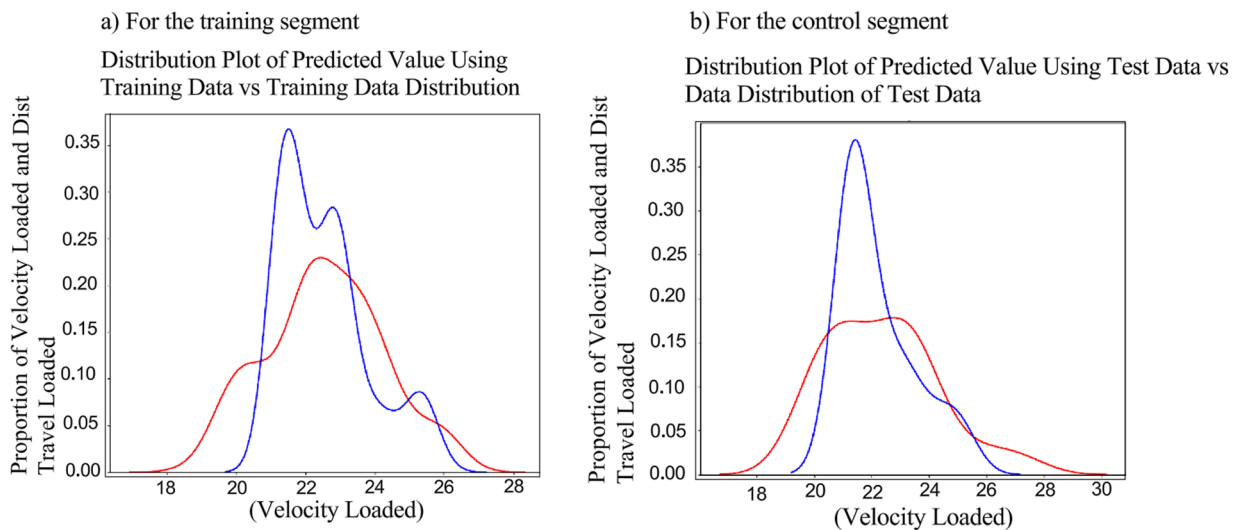 a) For the training segment
Distribution Plot of Predicted Value Using
Training Data vs Training Data Distribution
Proportion of Velocity Loaded and Dist
Travel Loaded
0.35
0.30
0.25
0.20
0.15
0.10
0.05
0.00
18 20 22 24 26 28
(Velocity Loaded)
b) For the control segment
Distribution Plot of Predicted Value Using Test Data vs
Data Distribution of Test Data
Proportion of Velocity Loaded and Dist
Travel Loaded
0.35
0.30
0.25
0.20
0.15
0.10
0.05
0.00
18 20 22 24 26 28 30
(Velocity Loaded)